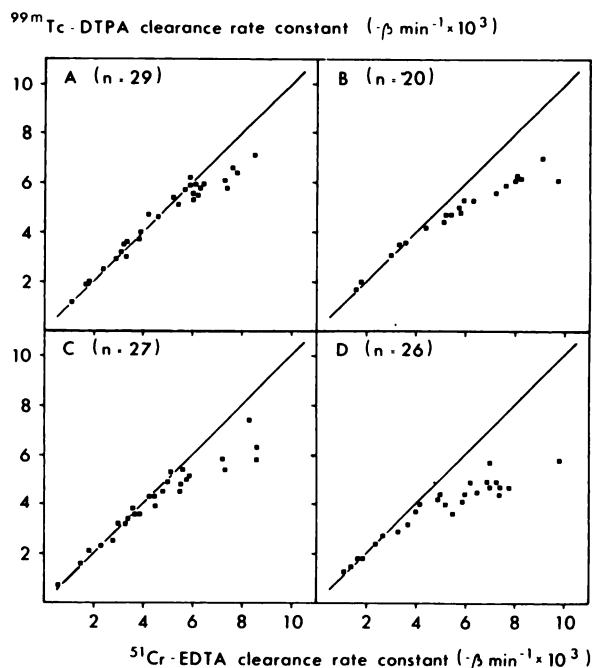 99m Tc-DTPA clearance rate constant (-β min⁻¹ × 10³)
A (n = 29)
B (n = 20)
10
8
6
4
2
C (n = 27)
D (n = 26)
10
8
6
4
2
2 4 6 8 10 2 4 6 8 10
51Cr-EDTA clearance rate constant (-β min⁻¹ × 10³)